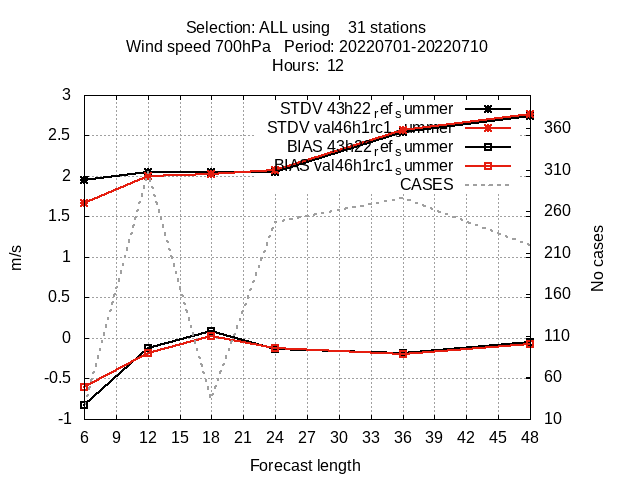 Selection: ALL using 31 stations
Wind speed 700hPa Period: 20220701-20220710
Hours: 12
STDV 43h22_ref_summer
STDV val46h1rc1_summer
BIAS 43h22_ref_summer
BIAS val46h1rc1_summer
CASES
3
2.5
2
1.5
1
0.5
0
-0.5
-1
m/s
360
310
260
210
160
110
60
10
No cases
6 9 12 15 18 21 24 27 30 33 36 39 42 45 48
Forecast length